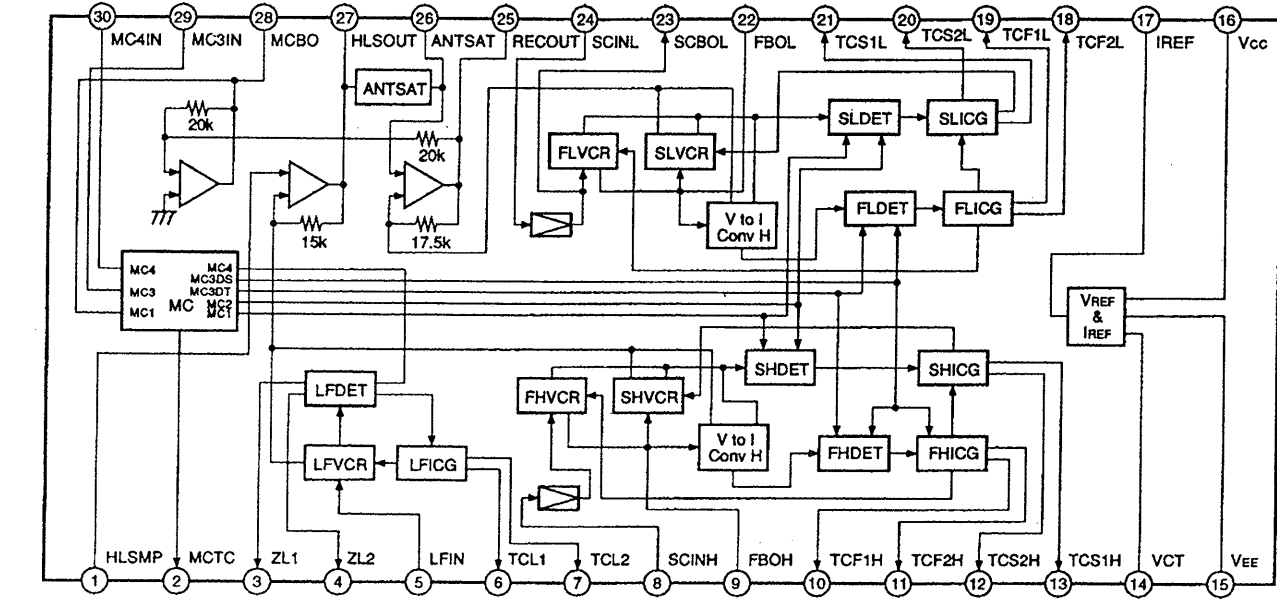 30 29 28 27 26 25 24 23 22 21 20 19 18 17 16
MC4IN MC3IN MCBO HLSOUT ANTSAT RECOUT SCINL SCBOL FBOL TCS1L TCS2L TCF1L TCF2L IREF Vcc
ANTSAT
20k
20k
FLVCR SLVCR SLDET SLICG
15k
17.5k
V to I
Conv H
FLDET FLICG
MC4 MC4
MC3DS
MC3 MC3DT
MC MC2
MC1 MC1
VREF
&
IREF
SHDET SHICG
LFDET
FHVCR SHVCR
LFVCR LFICG
V to I
Conv H
FHDET FHICG
HLSMP MCTC ZL1 ZL2 LFIN TCL1 TCL2 SCINH FBOH TCF1H TCF2H TCS2H TCS1H VCT VEE
1 2 3 4 5 6 7 8 9 10 11 12 13 14 15